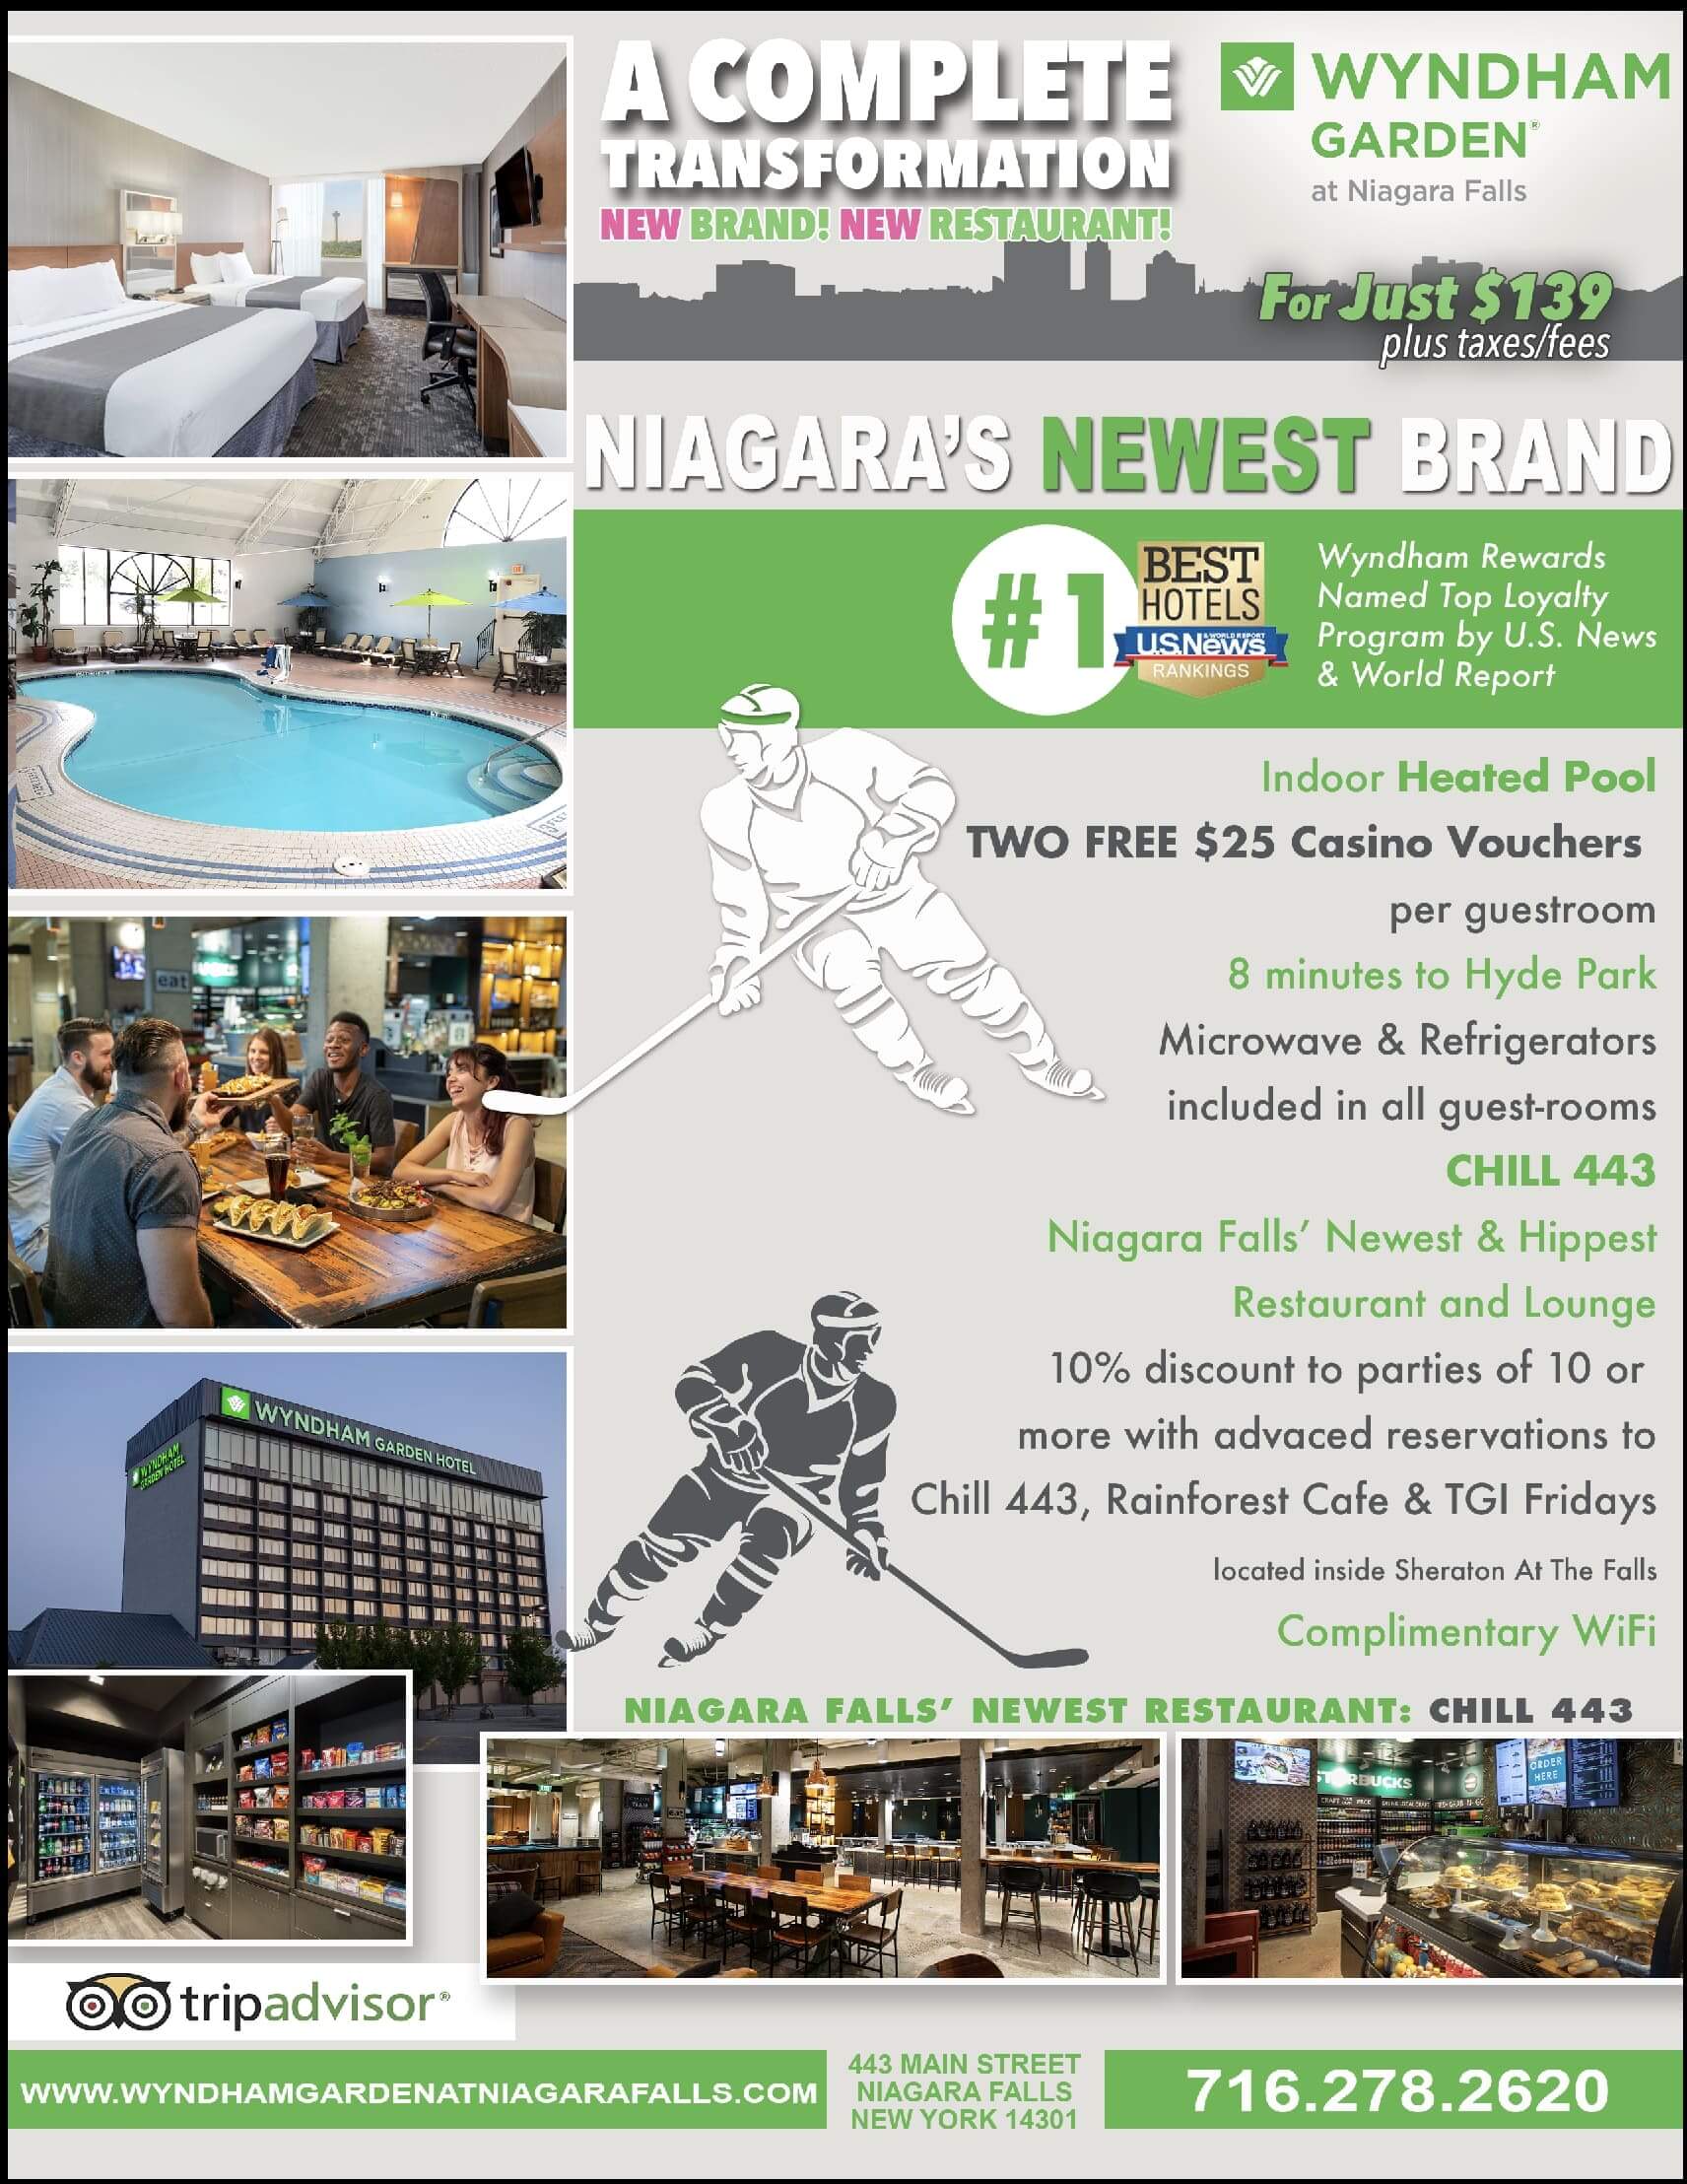 A COMPLETE
TRANSFORMATION
NEW BRAND! NEW RESTAURANT!
WYNDHAM
GARDEN®
at Niagara Falls
For Just $139
plus taxes/fees
NIAGARA'S NEWEST BRAND
#1
BEST
HOTELS
U.S.News
& WORLD REPORT
RANKINGS
Wyndham Rewards
Named Top Loyalty
Program by U.S. News
& World Report
Indoor Heated Pool
TWO FREE $25 Casino Vouchers
per guestroom
8 minutes to Hyde Park
Microwave & Refrigerators
included in all guest-rooms
CHILL 443
Niagara Falls' Newest & Hippest
Restaurant and Lounge
10% discount to parties of 10 or
more with advaced reservations to
Chill 443, Rainforest Cafe & TGI Fridays
located inside Sheraton At The Falls
Complimentary WiFi
eat
WYNDHAM GARDEN HOTEL
WYNDHAM
GARDEN HOTEL
NIAGARA FALLS' NEWEST RESTAURANT: CHILL 443
eat
STARBUCKS
ORDER
HERE
tripadvisor®
WWW.WYNDHAMGARDENATNIAGARAFALLS.COM
443 MAIN STREET
NIAGARA FALLS
NEW YORK 14301
716.278.2620